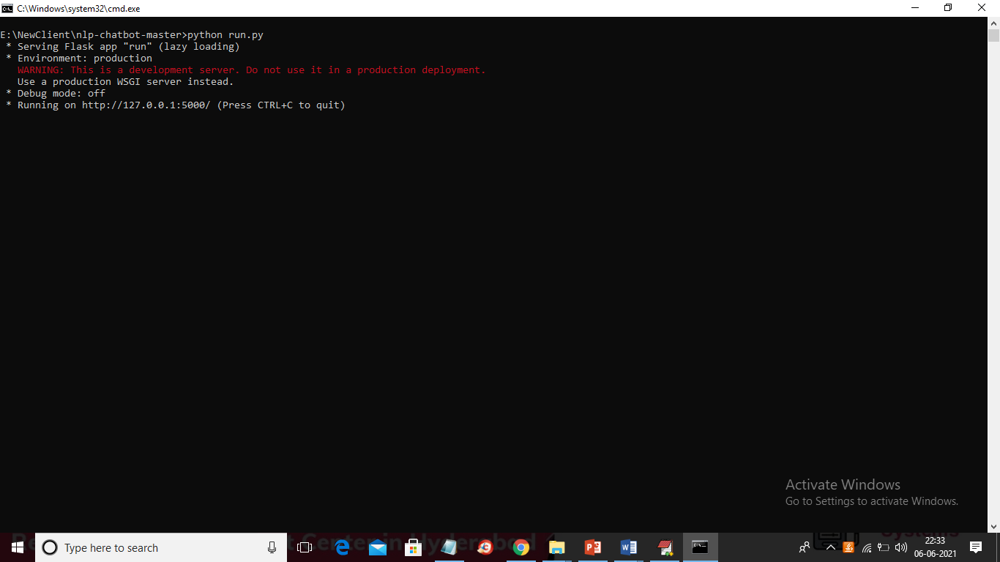 C:\Windows\system32\cmd.exe
E:\NewClient\nlp-chatbot-master>python run.py
* Serving Flask app "run" (lazy loading)
* Environment: production
WARNING: This is a development server. Do not use it in a production deployment.
Use a production WSGI server instead.
* Debug mode: off
* Running on http://127.0.0.1:5000/ (Press CTRL+C to quit)
Activate Windows
Go to Settings to activate Windows.
Type here to search
22:33
06-06-2021